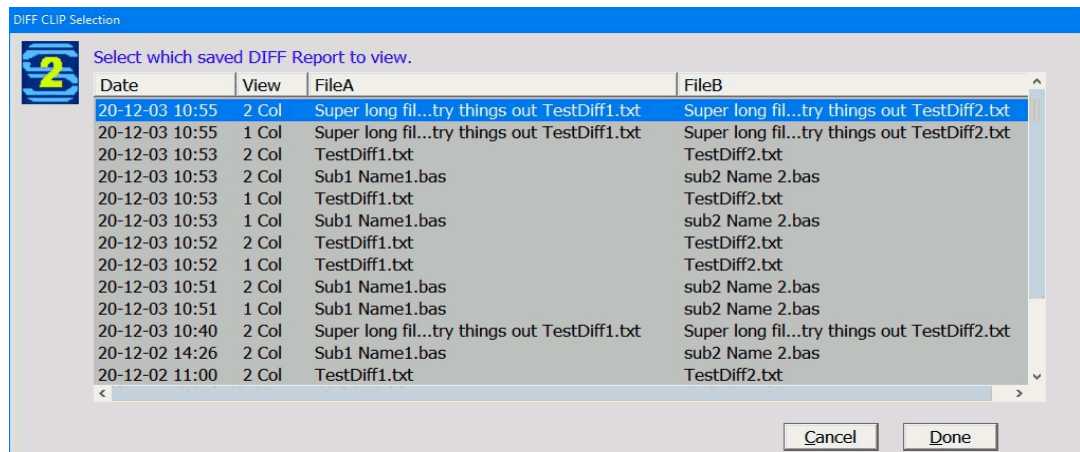 DIFF CLIP Selection
2
Select which saved DIFF Report to view.
Date View FileA FileB
20-12-03 10:55 2 Col Super long fil...try things out TestDiff1.txt Super long fil...try things out TestDiff2.txt
20-12-03 10:55 1 Col Super long fil...try things out TestDiff1.txt Super long fil...try things out TestDiff2.txt
20-12-03 10:53 2 Col TestDiff1.txt TestDiff2.txt
20-12-03 10:53 2 Col Sub1 Name1.bas sub2 Name 2.bas
20-12-03 10:53 1 Col TestDiff1.txt TestDiff2.txt
20-12-03 10:53 1 Col Sub1 Name1.bas sub2 Name 2.bas
20-12-03 10:52 2 Col TestDiff1.txt TestDiff2.txt
20-12-03 10:52 1 Col TestDiff1.txt TestDiff2.txt
20-12-03 10:51 2 Col Sub1 Name1.bas sub2 Name 2.bas
20-12-03 10:51 1 Col Sub1 Name1.bas sub2 Name 2.bas
20-12-03 10:40 2 Col Super long fil...try things out TestDiff1.txt Super long fil...try things out TestDiff2.txt
20-12-02 14:26 2 Col Sub1 Name1.bas sub2 Name 2.bas
20-12-02 11:00 2 Col TestDiff1.txt TestDiff2.txt
Cancel Done